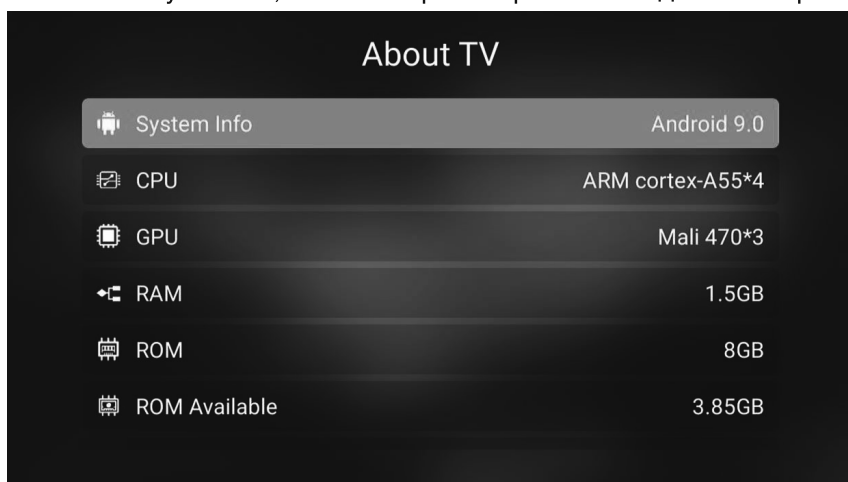 About TV
System Info Android 9.0
CPU ARM cortex-A55*4
GPU Mali 470*3
RAM 1.5GB
ROM 8GB
ROM Available 3.85GB